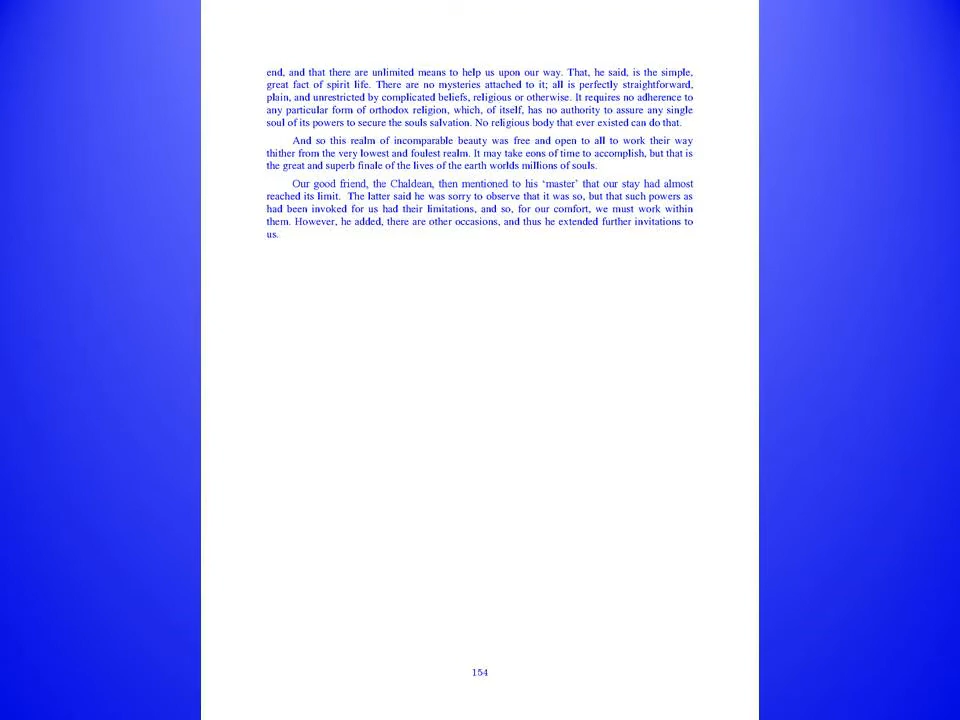 end, and that there are unlimited means to help us upon our way. That, he said, is the simple,
great fact of spirit life. There are no mysteries attached to it; all is perfectly straightforward,
plain, and unrestricted by complicated beliefs, religious or otherwise. It requires no adherence to
any particular form of orthodox religion, which, of itself, has no authority to assure any single
soul of its powers to secure the souls salvation. No religious body that ever existed can do that.
And so this realm of incomparable beauty was free and open to all to work their way
thither from the very lowest and foulest realm. It may take eons of time to accomplish, but that is
the great and superb finale of the lives of the earth worlds millions of souls.
Our good friend, the Chaldean, then mentioned to his ‘master’ that our stay had almost
reached its limit.  The latter said he was sorry to observe that it was so, but that such powers as
had been invoked for us had their limitations, and so, for our comfort, we must work within
them. However, he added, there are other occasions, and thus he extended further invitations to
us.
154